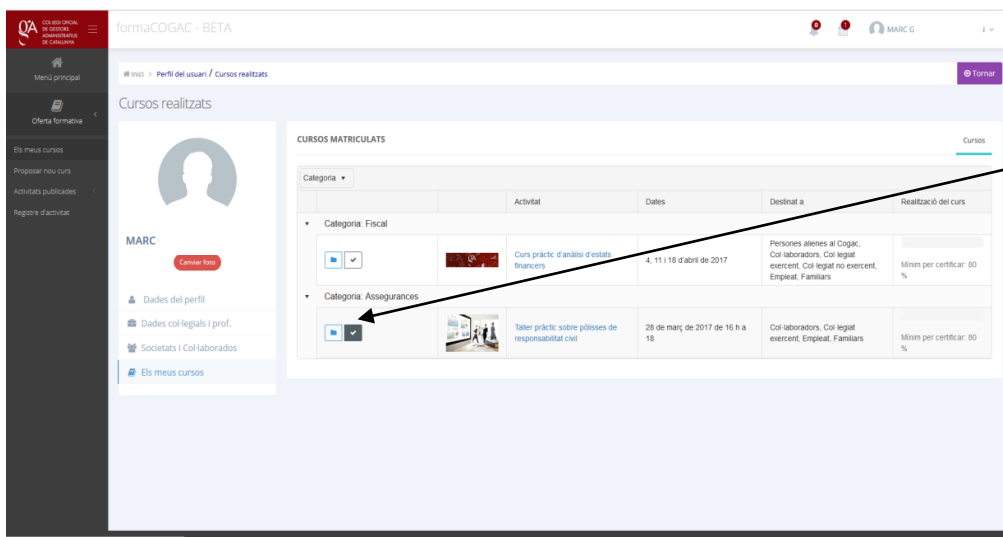 COL·LEGI OFICIAL
DE GESTORS
ADMINISTRATIUS
DE CATALUNYA
formaCOGAC - BETA
0
1
MARC G
Menú principal
Inici > Perfil del usuari / Cursos realitzats
Tornar
Oferta formativa
Cursos realitzats
Els meus cursos
Proposar nou curs
Activitats publicades
Registre d'activitat
CURSOS MATRICULATS
Cursos
Categoria
Activitat
Dates
Destinat a
Realització del curs
Categoria: Fiscal
Curs pràctic d'anàlisi d'estats
financers
4, 11 i 18 d'abril de 2017
Persones alienes al Cogac,
Col·laboradors, Col·legiat
exercent, Col·legiat no exercent,
Empleat, Familiars
Mínim per certificar: 80
%
Categoria: Assegurances
Taller pràctic sobre pòlisses de
responsabilitat civil
28 de març de 2017 de 16 h a
18
Col·laboradors, Col·legiat
exercent, Empleat, Familiars
Mínim per certificar: 80
%
MARC
Canviar foto
Dades del perfil
Dades col·legials i prof.
Societats i Col·laborados
Els meus cursos